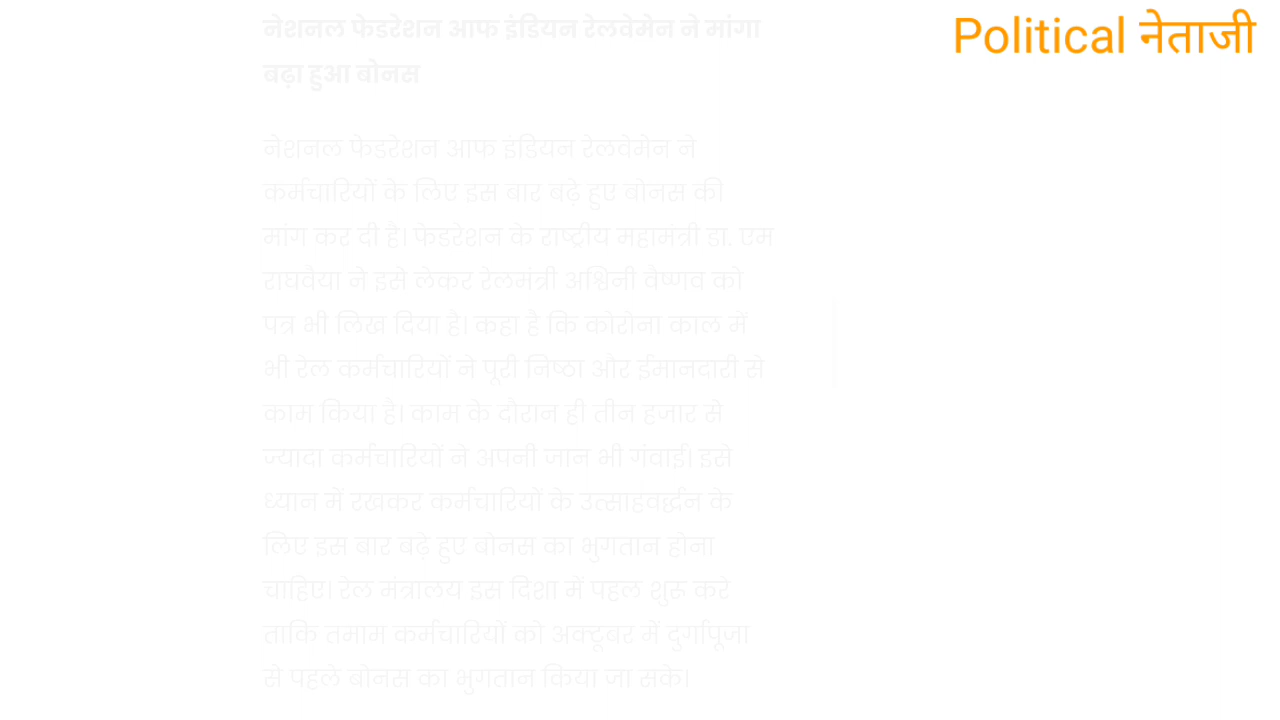 नेशनल फेडरेशन आफ इंडियन रेलवेमेन ने मांगा
बढ़ा हुआ बोनस
Political नेताजी
नेशनल फेडरेशन आफ इंडियन रेलवेमेन ने
कर्मचारियों के लिए इस बार बढ़े हुए बोनस की
मांग कर दी है। फेडरेशन के राष्ट्रीय महामंत्री डा. एम
राघवैया ने इसे लेकर रेलमंत्री अश्विनी वैष्णव को
पत्र भी लिख दिया है। कहा है कि कोरोना काल में
भी रेल कर्मचारियों ने पूरी निष्ठा और ईमानदारी से
काम किया है। काम के दौरान ही तीन हजार से
ज्यादा कर्मचारियों ने अपनी जान भी गंवाई। इसे
ध्यान में रखकर कर्मचारियों के उत्साहवर्द्धन के
लिए इस बार बढ़े हुए बोनस का भुगतान होना
चाहिए। रेल मंत्रालय इस दिशा में पहल शुरू करे
ताकि तमाम कर्मचारियों को अक्टूबर में दुर्गापूजा
से पहले बोनस का भुगतान किया जा सके।